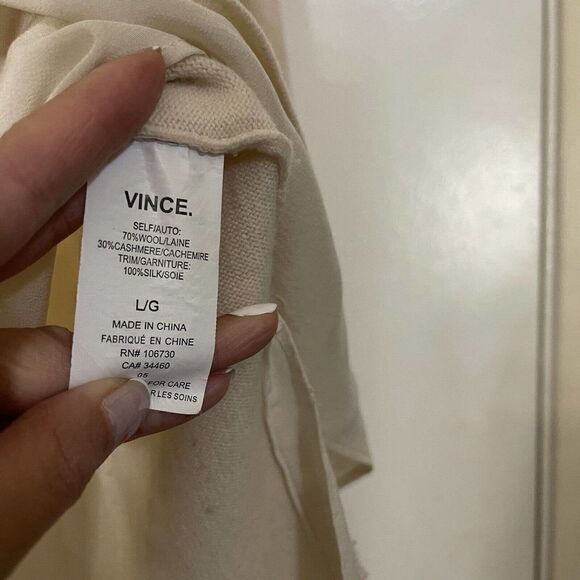 VINCE.
SELF/AUTO:
70%WOOL/LAINE
30%CASHMERE/CACHEMIRE
TRIM/GARNITURE:
100%SILK/SOIE
L/G
MADE IN CHINA
FABRIQUÉ EN CHINE
RN# 106730
CA# 34460
05
FOR CARE
LES SOINS